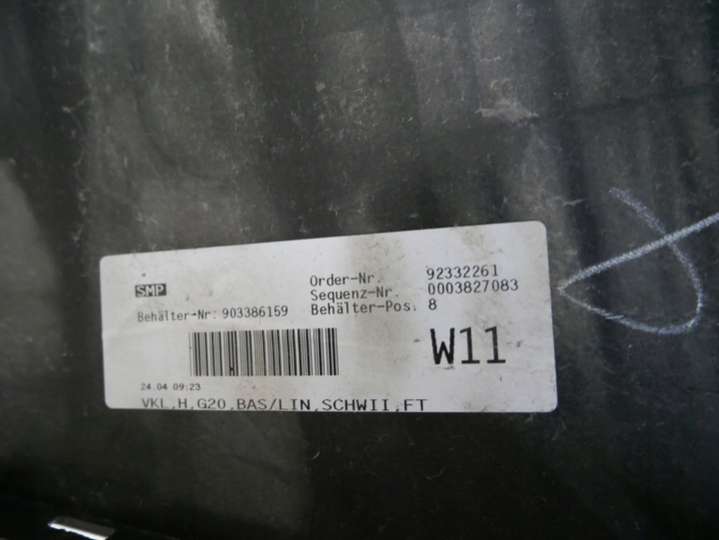 SMP
Order-Nr. 92332261
Sequenz-Nr. 0003827083
Behälter-Nr: 903386159 Behälter-Pos. 8
W11
24.04 09:23
VKL,H,G20,BAS/LIN,SCHWII,FT